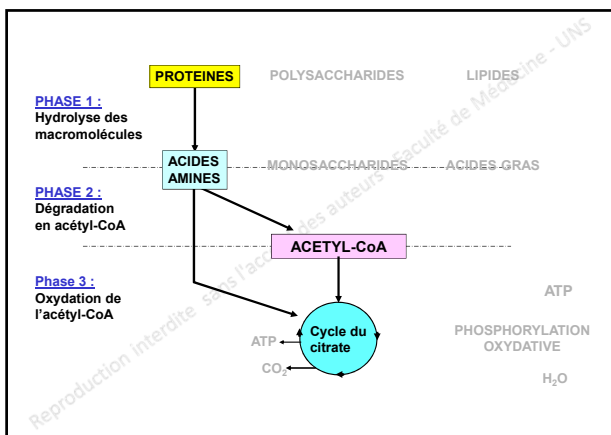 PROTEINES POLYSACCHARIDES LIPIDES
PHASE 1 :
Hydrolyse des
macromolécules
ACIDES
AMINES MONOSACCHARIDES ACIDES GRAS
PHASE 2 :
Dégradation
en acétyl-CoA
ACETYL-CoA
Phase 3 :
Oxydation de
l'acétyl-CoA
ATP
Cycle du
citrate
ATP
CO2
PHOSPHORYLATION
OXYDATIVE
H2O
Reproduction interdite sans l'accord des auteurs - Faculté de Médecine - UNS